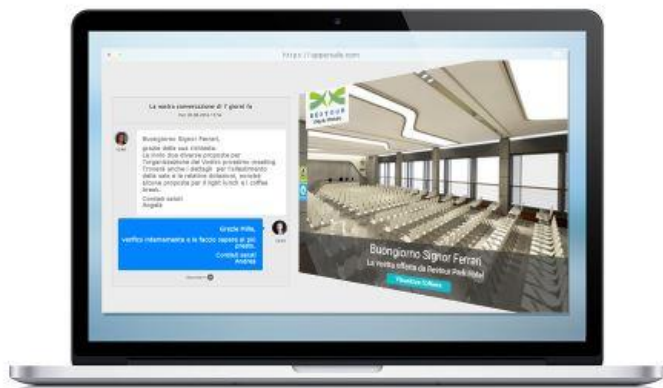 La vostra conversazione di 7 giorni fa
Buongiorno Signor Ferrari,
grazie della sua richiesta.
Le invio due diverse proposte per
l'organizzazione del Vostro prossimo meeting.
Troverà anche i dettagli per l'allestimento
della sala e le relative dotazioni, nonché
alcune proposte per il light lunch e i coffee
break.
Cordiali saluti
Angela
Grazie Mille,
verifico internamente e le faccio sapere al più
presto.
Cordiali saluti
Andrea
Buongiorno Signor Ferrari
La vostra offerta da Bestour Park Hotel